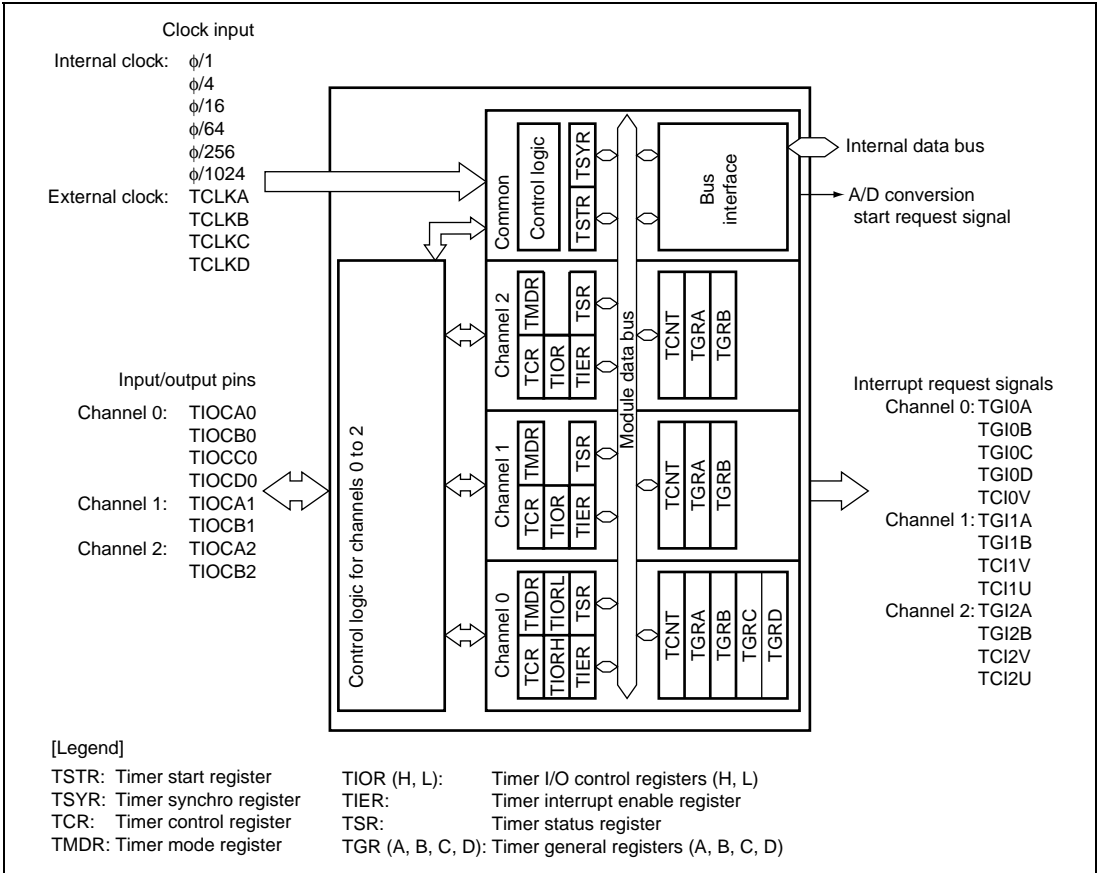 Clock input
Internal clock: ϕ/1
ϕ/4
ϕ/16
ϕ/64
ϕ/256
ϕ/1024
External clock: TCLKA
TCLKB
TCLKC
TCLKD
Input/output pins
Channel 0: TIOCA0
TIOCB0
TIOCC0
TIOCD0
Channel 1: TIOCA1
TIOCB1
Channel 2: TIOCA2
TIOCB2
Control logic for channels 0 to 2
Common
Control logic
TSTR TSYR
Bus
interface
Module data bus
Channel 2
TCR TMDR
TIOR
TIER TSR
TCNT
TGRA
TGRB
Channel 1
TCR TMDR
TIOR
TIER TSR
TCNT
TGRA
TGRB
Channel 0
TCR TMDR
TIORH TIORL
TIER TSR
TCNT
TGRA
TGRB
TGRC
TGRD
Internal data bus
A/D conversion
start request signal
Interrupt request signals
Channel 0: TGI0A
TGI0B
TGI0C
TGI0D
TCI0V
Channel 1: TGI1A
TGI1B
TCI1V
TCI1U
Channel 2: TGI2A
TGI2B
TCI2V
TCI2U
[Legend]
TSTR: Timer start register
TSYR: Timer synchro register
TCR: Timer control register
TMDR: Timer mode register
TIOR (H, L): Timer I/O control registers (H, L)
TIER: Timer interrupt enable register
TSR: Timer status register
TGR (A, B, C, D): Timer general registers (A, B, C, D)